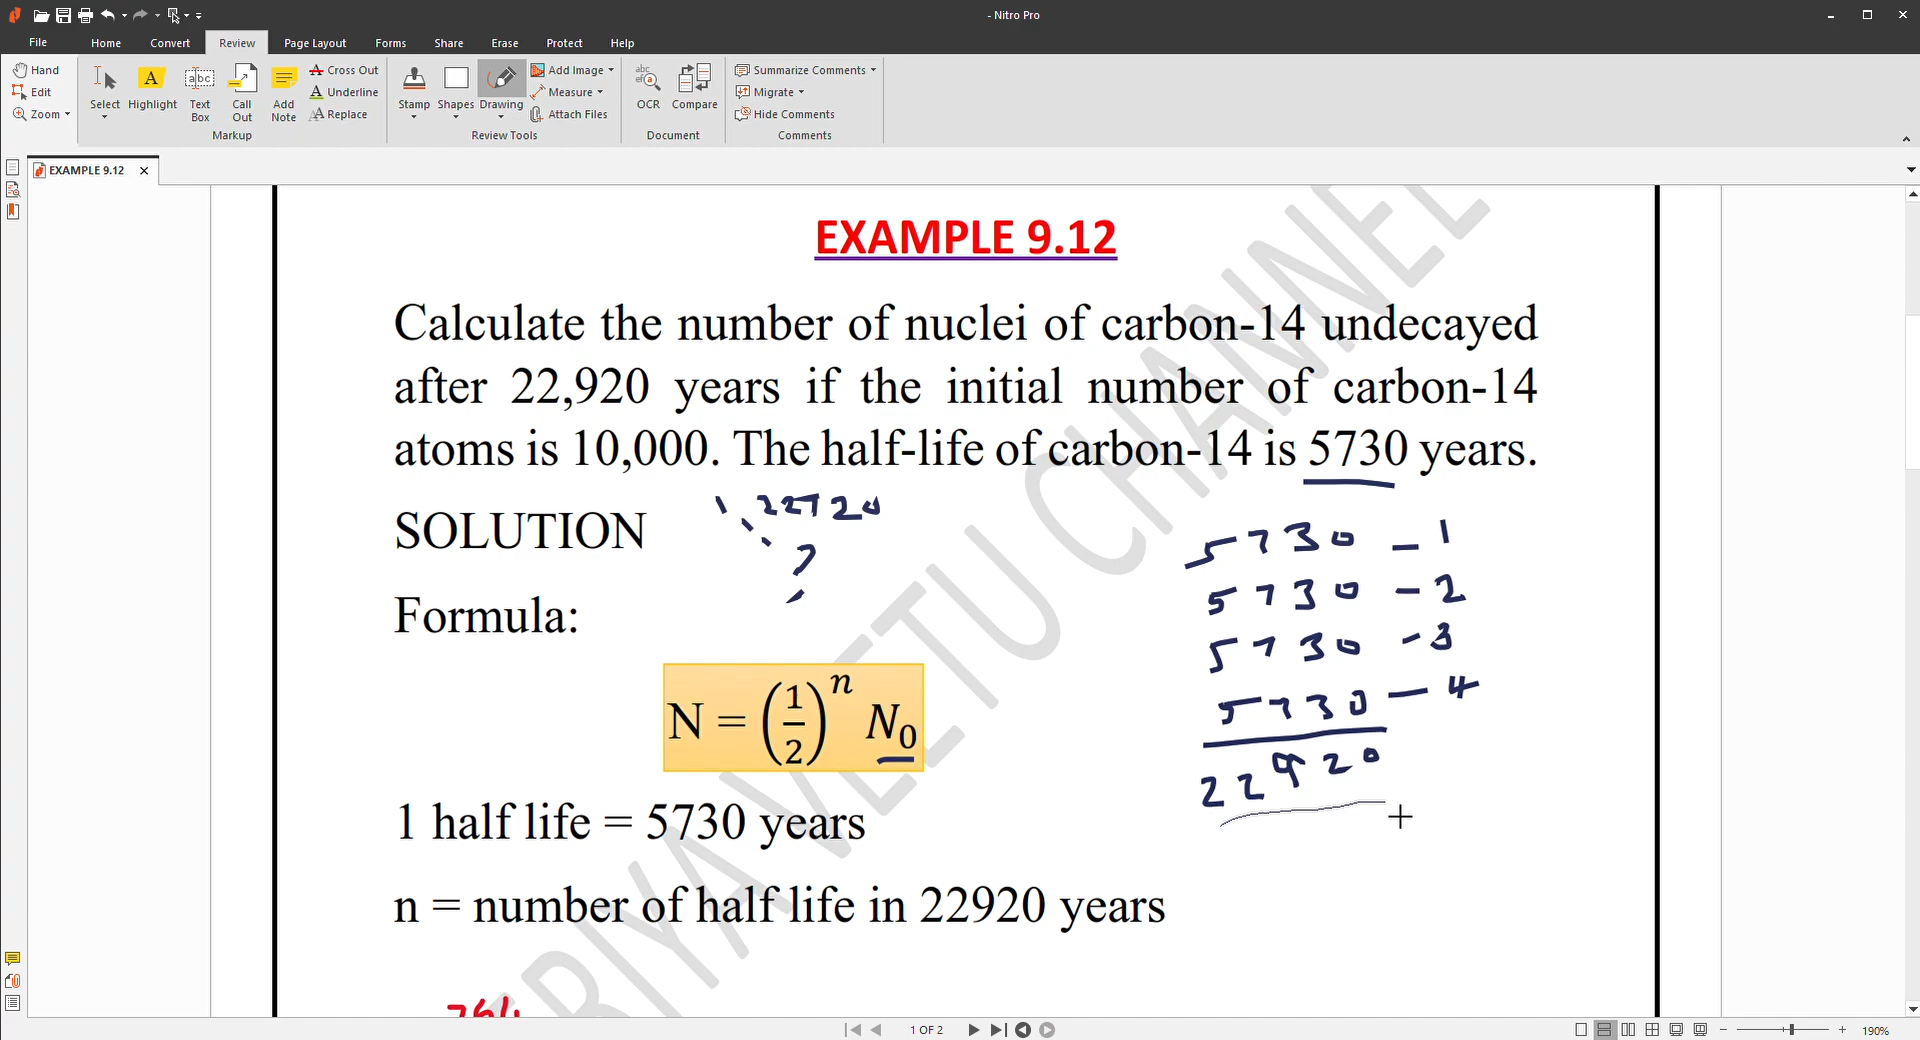 - Nitro Pro
File Home Convert Review Page Layout Forms Share Erase Protect Help
Hand
Edit
Zoom
Select
Highlight
Text Box
Call Out
Add Note
Cross Out
Underline
Replace
Markup
Stamp
Shapes
Drawing
Add Image
Measure
Attach Files
Review Tools
OCR
Compare
Document
Summarize Comments
Migrate
Hide Comments
Comments
EXAMPLE 9.12
EXAMPLE 9.12
Calculate the number of nuclei of carbon-14 undecayed
after 22,920 years if the initial number of carbon-14
atoms is 10,000. The half-life of carbon-14 is 5730 years.
SOLUTION
5730 - 1
5730 - 2
Formula:
5730 - 3
5730 - 4
N = (1/2)^n N₀
22920
1 half life = 5730 years
n = number of half life in 22920 years
VETU CHANNEL
1 OF 2
190%